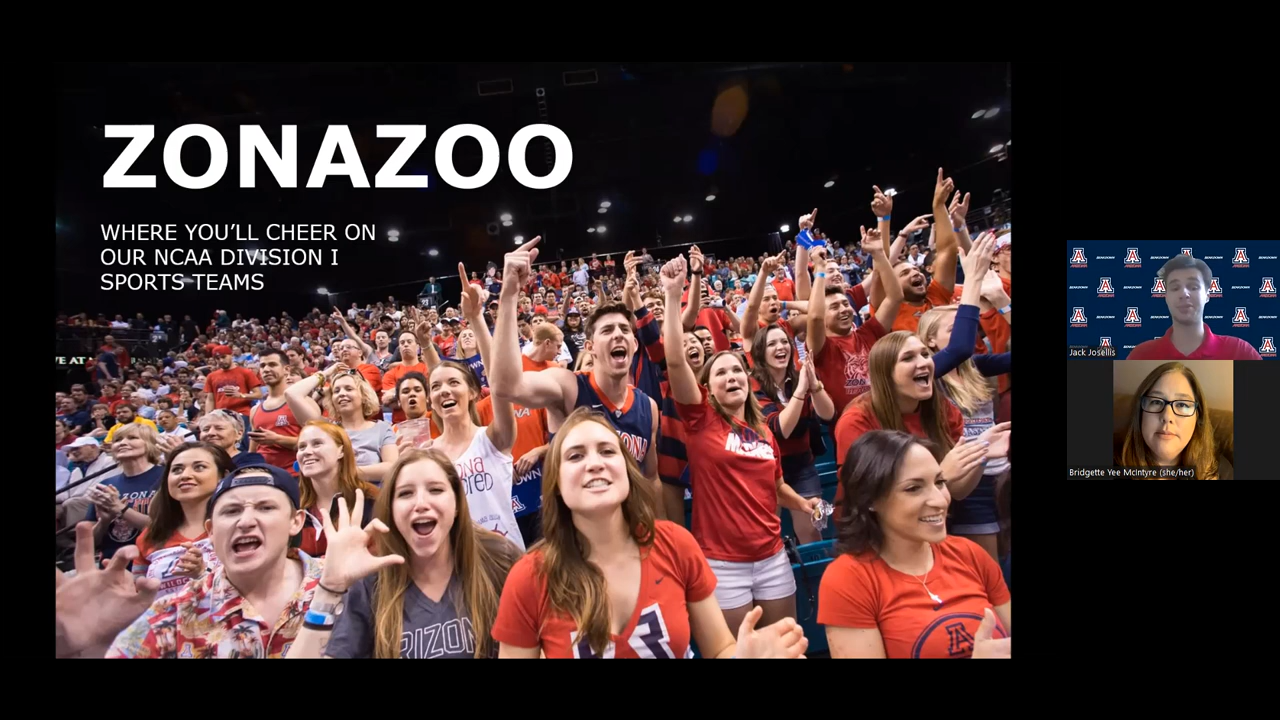 ZONAZOO
WHERE YOU'LL CHEER ON
OUR NCAA DIVISION I
SPORTS TEAMS
Jack Josellis
Bridgette Yee McIntyre (she/her)